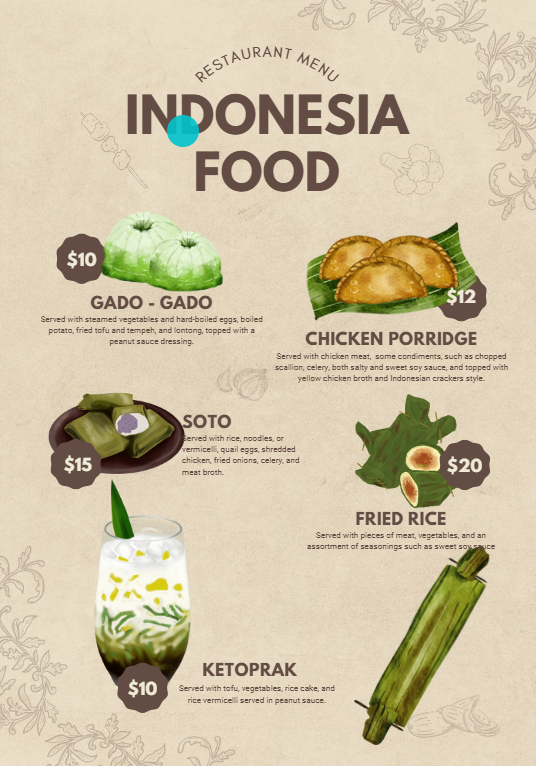 RESTAURANT MENU
INDONESIA
FOOD
$10
GADO - GADO
Served with steamed vegetables and hard-boiled eggs, boiled
potato, fried tofu and tempeh, and lontong, topped with a
peanut sauce dressing.
$12
CHICKEN PORRIDGE
Served with chicken meat, some condiments, such as chopped
scallion, celery, both salty and sweet soy sauce, and topped with
yellow chicken broth and Indonesian crackers style.
$15
SOTO
Served with rice, noodles, or
vermicelli, quail eggs, shredded
chicken, fried onions, celery, and
meat broth.
$20
FRIED RICE
Served with pieces of meat, vegetables, and an
assortment of seasonings such as sweet soy sauce
$10
KETOPRAK
Served with tofu, vegetables, rice cake, and
rice vermicelli served in peanut sauce.